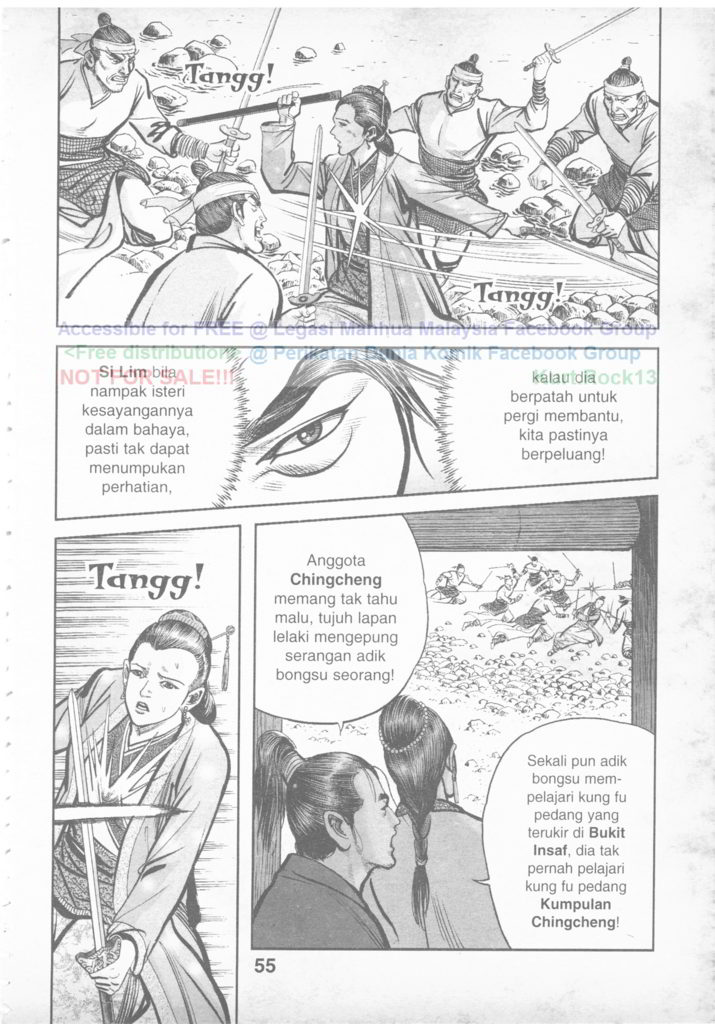 Tangg!
Tangg!
Accessible for FREE @ Legasi Manhua Malaysia Facebook Group
<Free distribution> @ Perikatan Dunia Komik Facebook Group
NOT FOR SALE!!!
Si Lim bila
nampak isteri
kesayangannya
dalam bahaya,
pasti tak dapat
menumpukan
perhatian,
kalau dia
berpatah untuk
pergi membantu,
kita pastinya
berpeluang!
Tangg!
Anggota
Chingcheng
memang tak tahu
malu, tujuh lapan
lelaki mengepung
serangan adik
bongsu seorang!
Sekali pun adik
bongsu mem-
pelajari kung fu
pedang yang
terukir di Bukit
Insaf, dia tak
pernah pelajari
kung fu pedang
Kumpulan
Chingcheng!
55